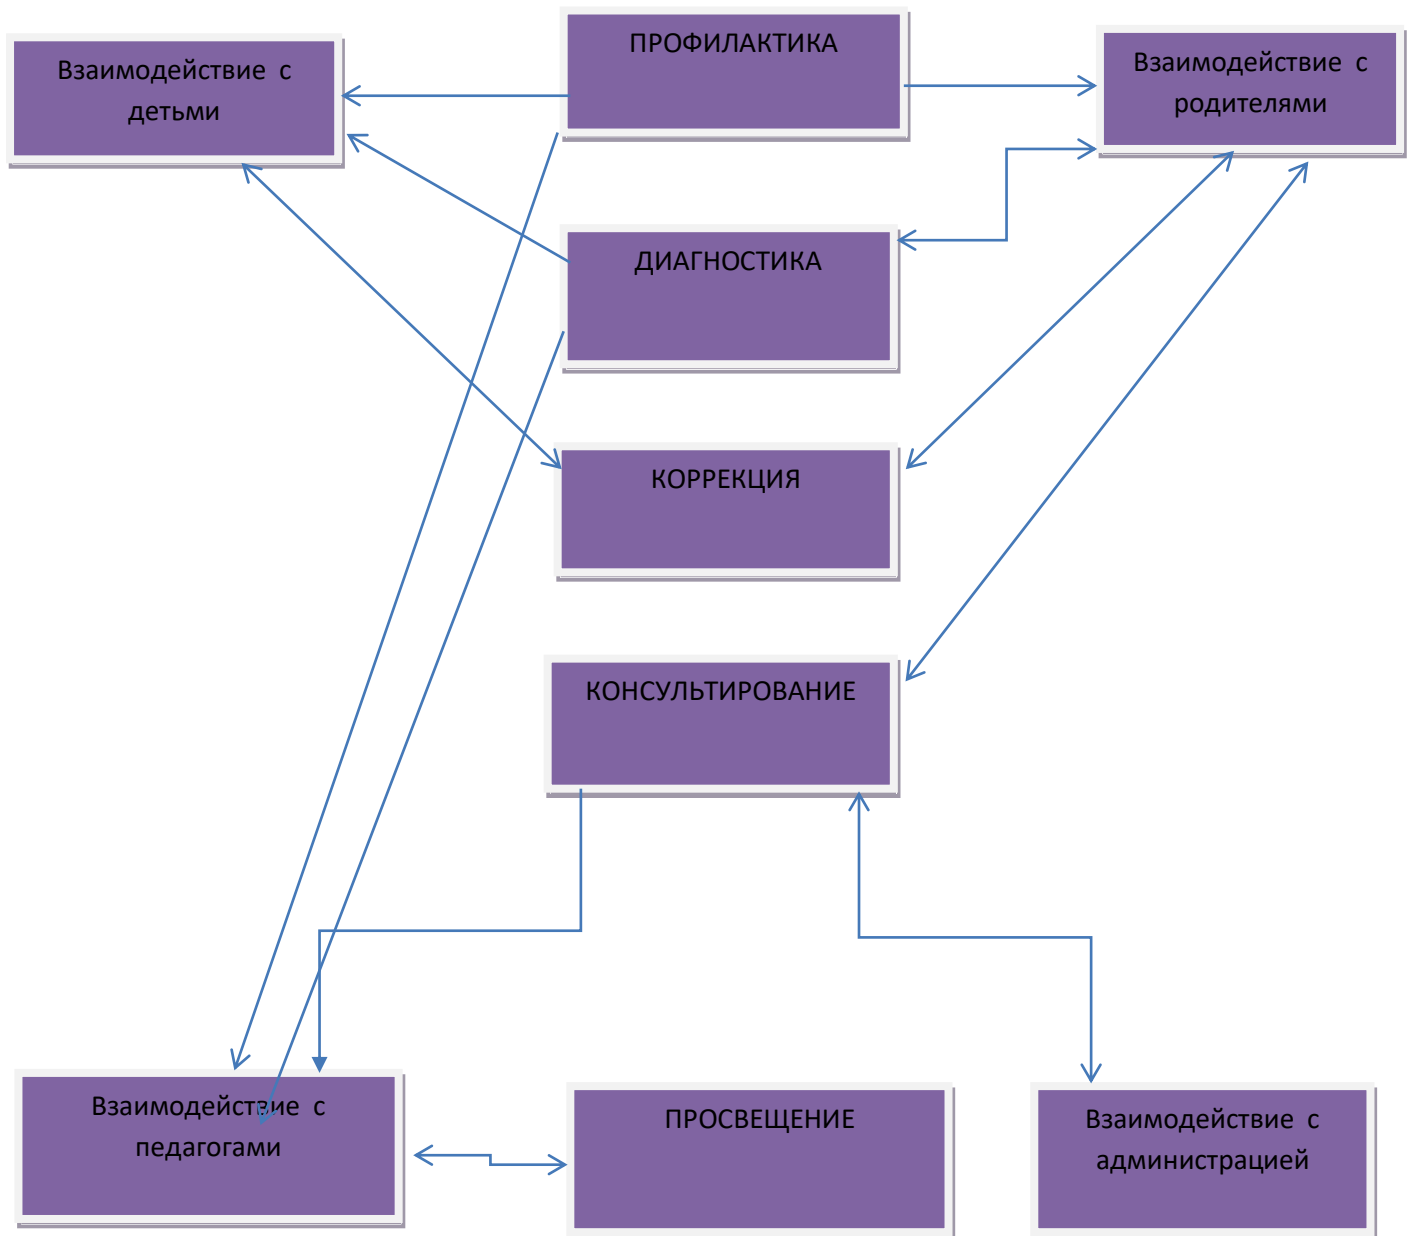 ПРОФИЛАКТИКА
Взаимодействие с
детьми
Взаимодействие с
родителями
ДИАГНОСТИКА
КОРРЕКЦИЯ
КОНСУЛЬТИРОВАНИЕ
Взаимодействие с
педагогами
ПРОСВЕЩЕНИЕ
Взаимодействие с
администрацией